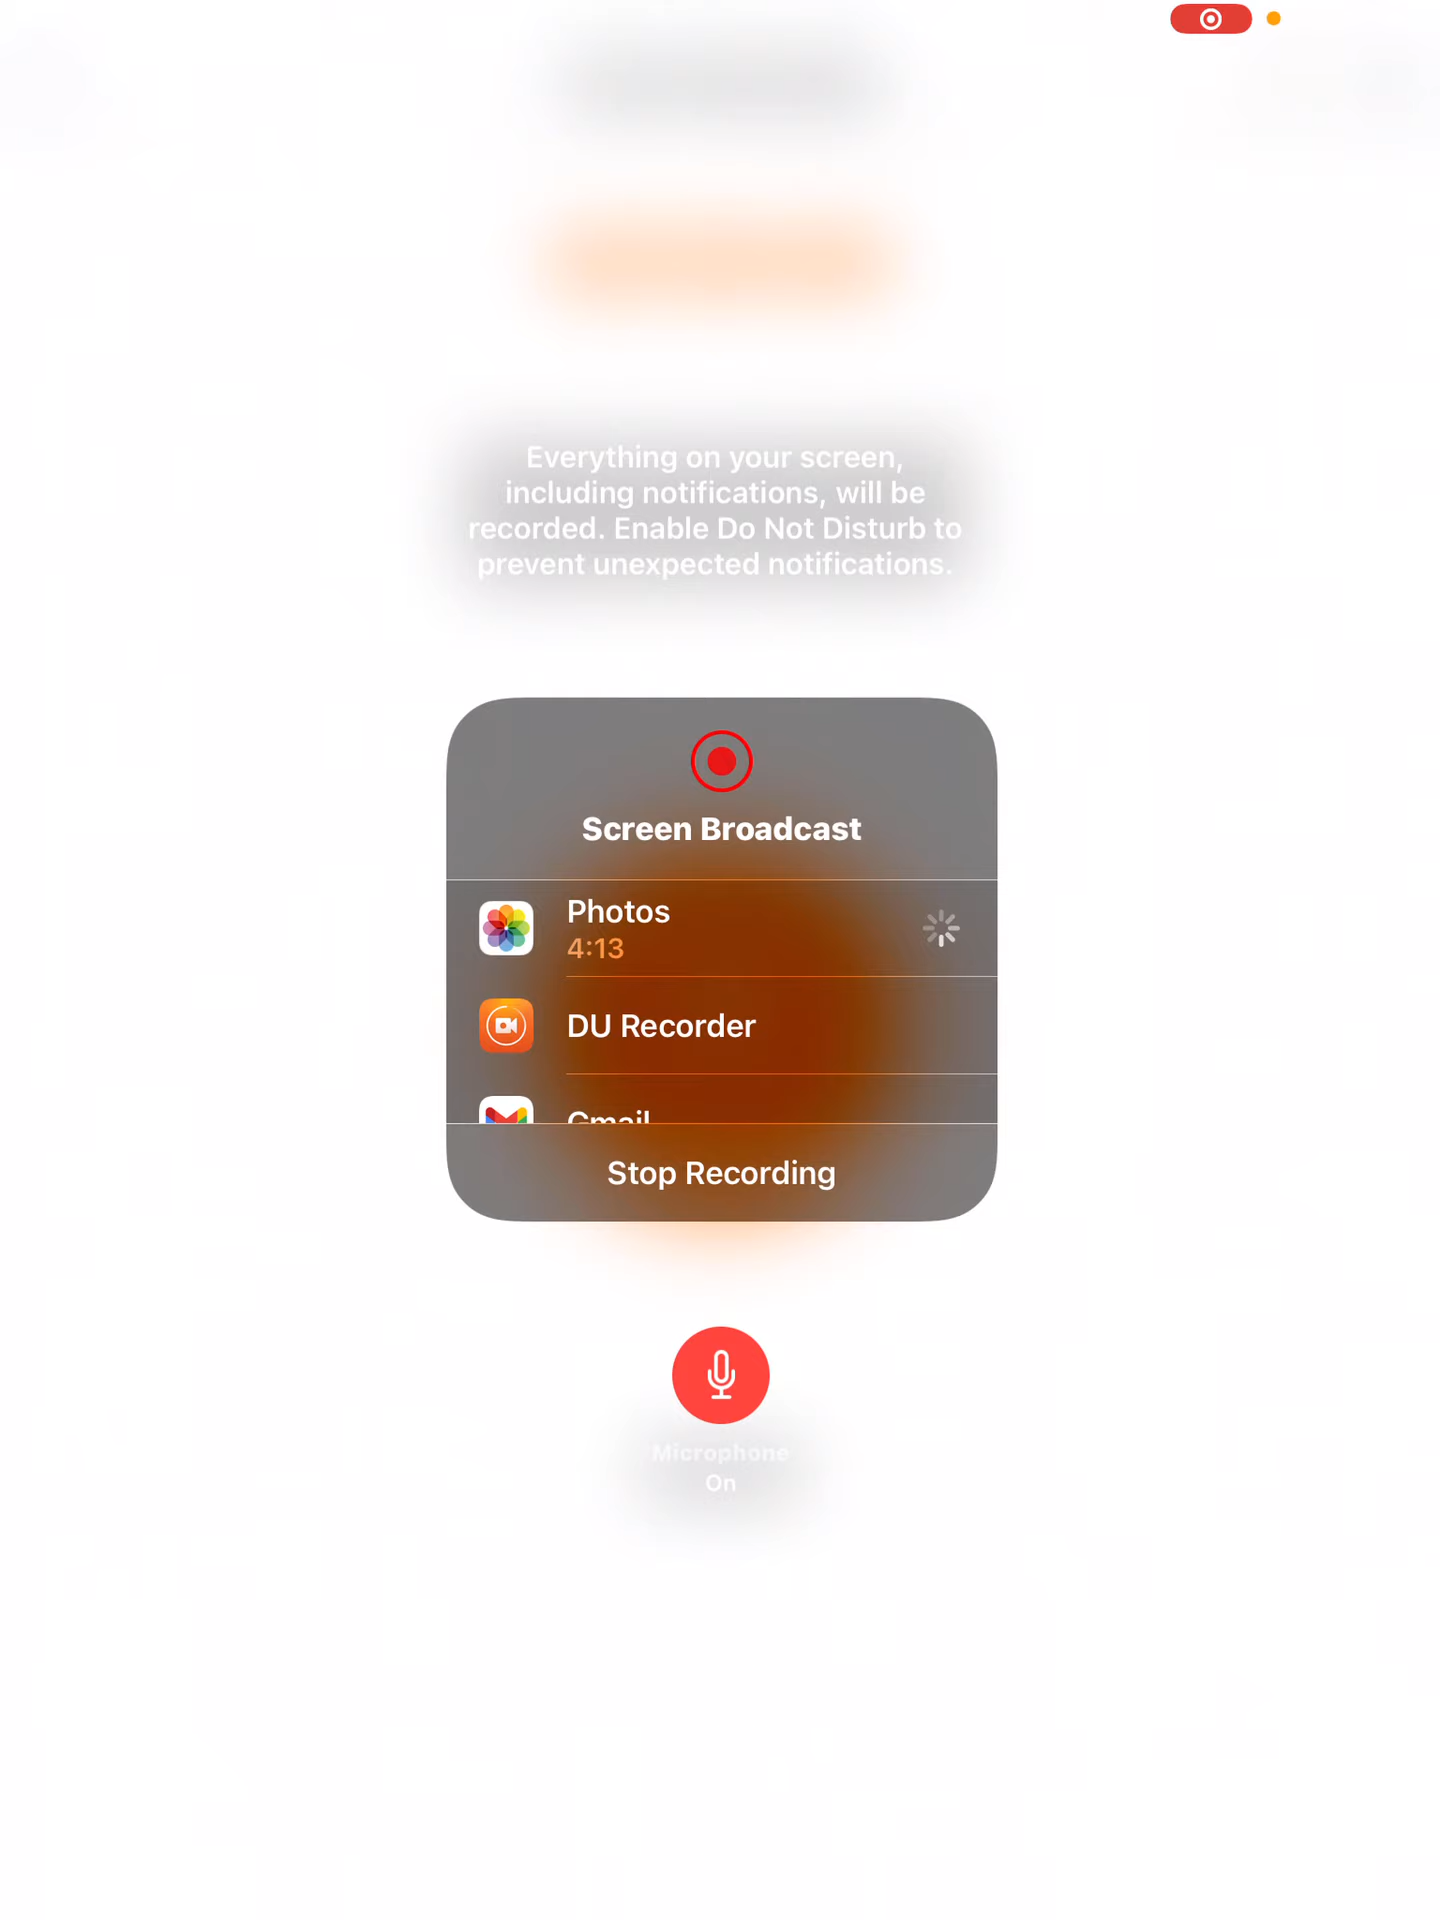 Everything on your screen,
including notifications, will be
recorded. Enable Do Not Disturb to
prevent unexpected notifications.
Screen Broadcast
Photos
4:13
DU Recorder
Gmail
Stop Recording
Microphone
On